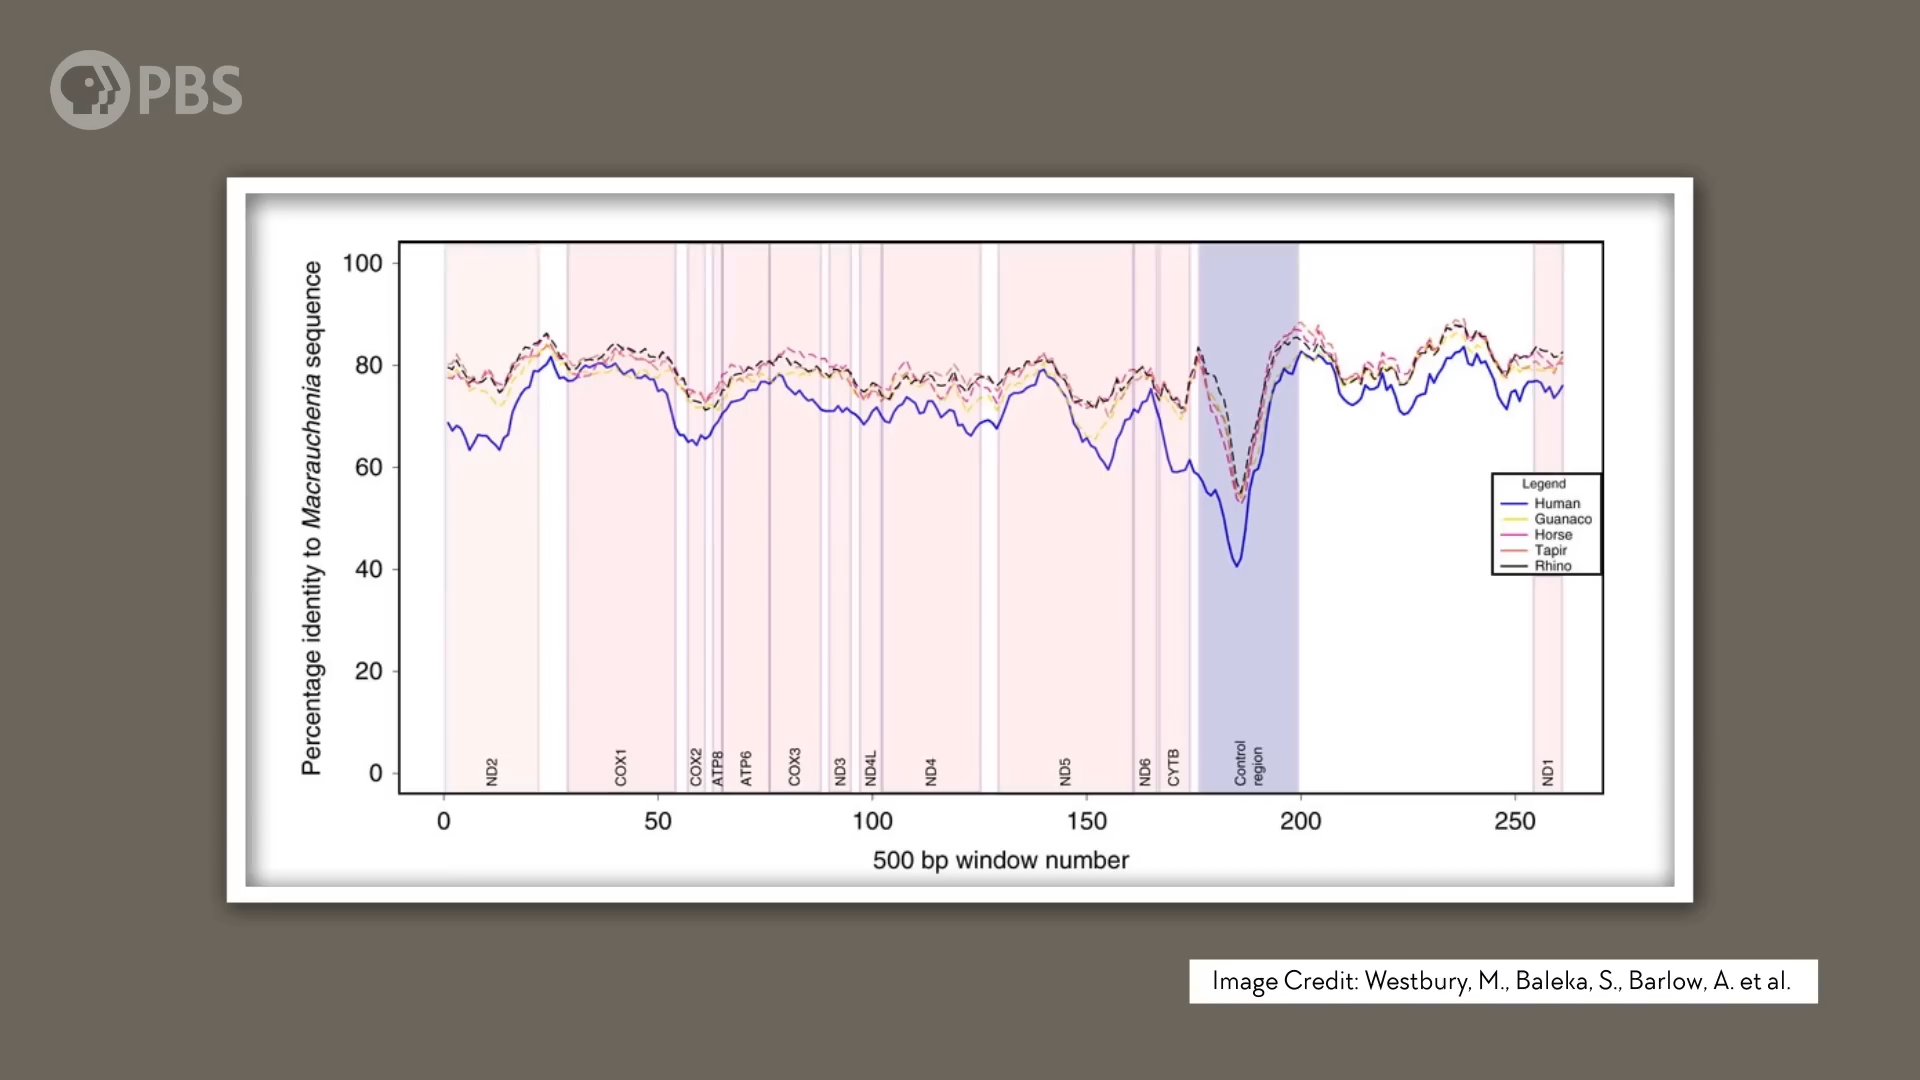 PBS
Percentage identity to Macrauchenia sequence
100
80
60
40
20
0
ND2
COX1
COX2
ATP8
ATP6
COX3
ND3
ND4L
ND4
ND5
ND6
CYTB
Control
region
ND1
Legend
Human
Guanaco
Horse
Tapir
Rhino
0 50 100 150 200 250
500 bp window number
Image Credit: Westbury, M., Baleka, S., Barlow, A. et al.